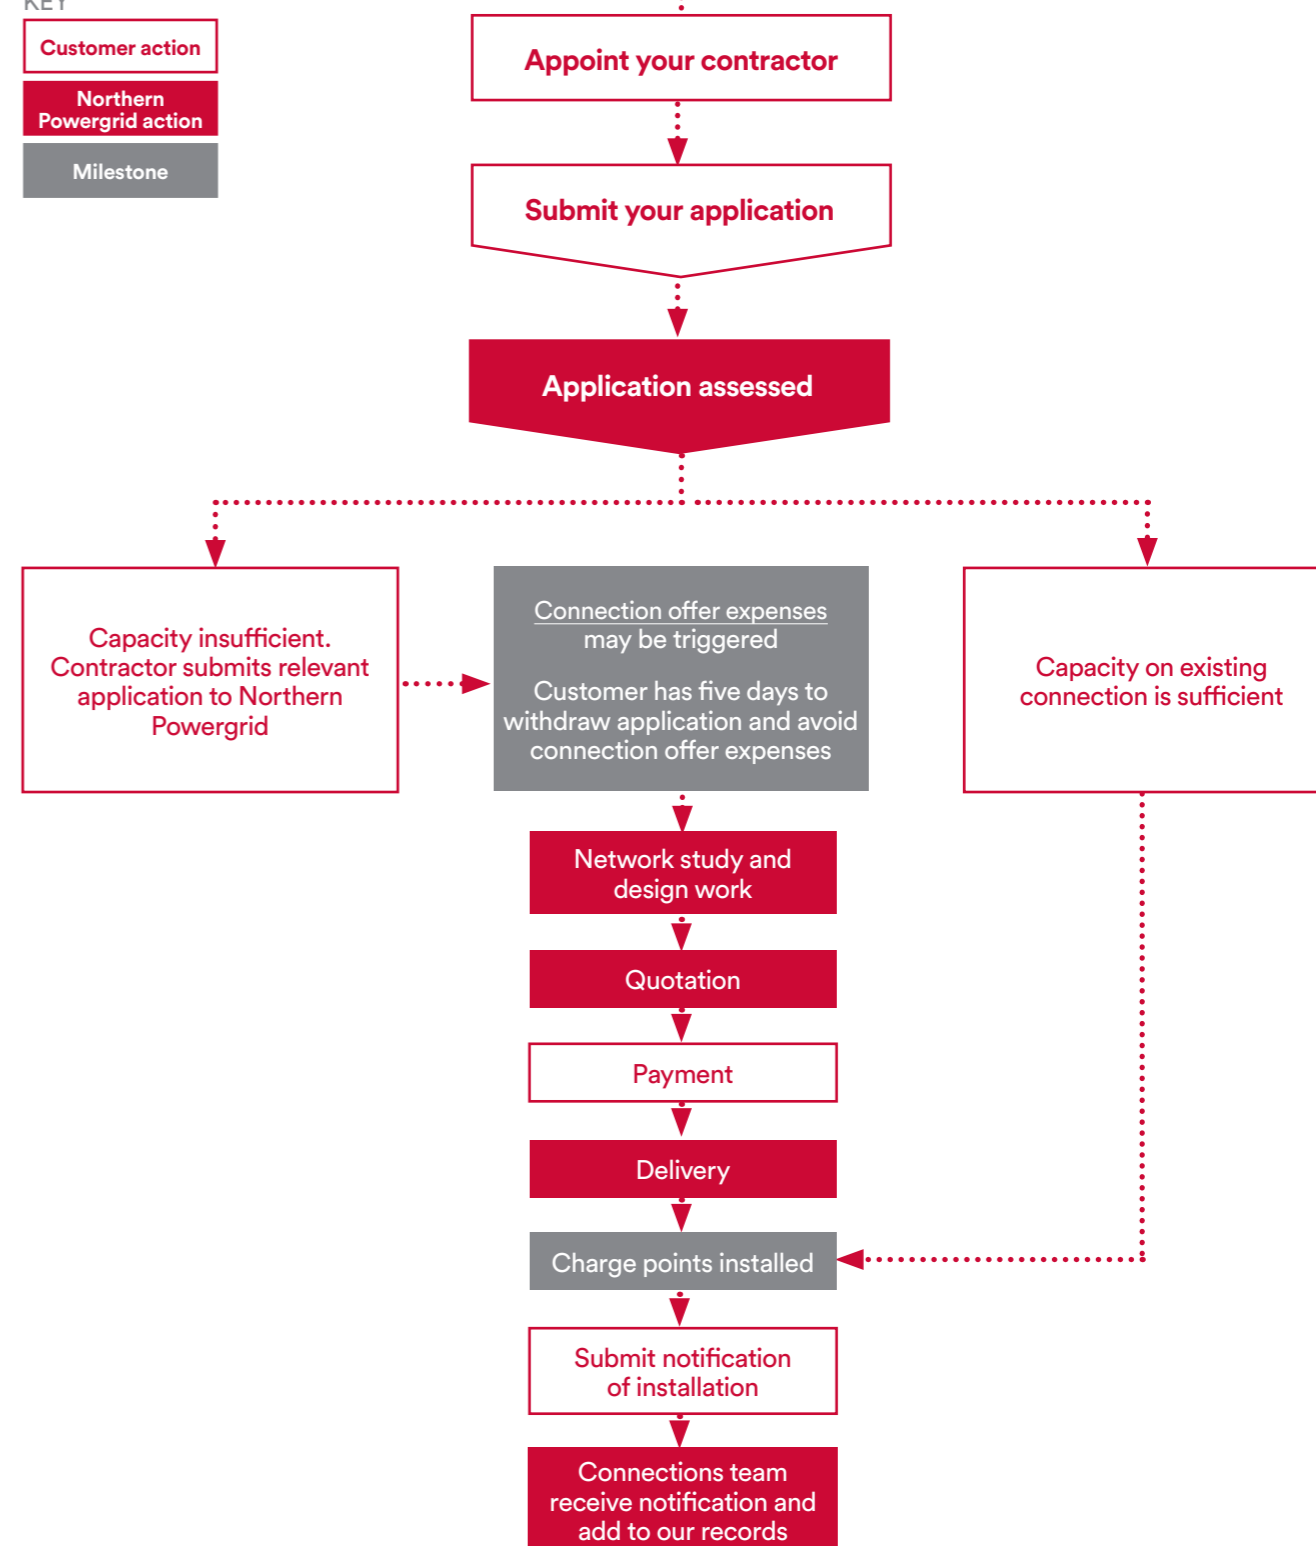 KEY
Customer action
Northern
Powergrid action
Milestone
Appoint your contractor
Submit your application
Application assessed
Capacity insufficient.
Contractor submits relevant
application to Northern
Powergrid
Connection offer expenses
may be triggered
Customer has five days to
withdraw application and avoid
connection offer expenses
Capacity on existing
connection is sufficient
Network study and
design work
Quotation
Payment
Delivery
Charge points installed
Submit notification
of installation
Connections team
receive notification and
add to our records